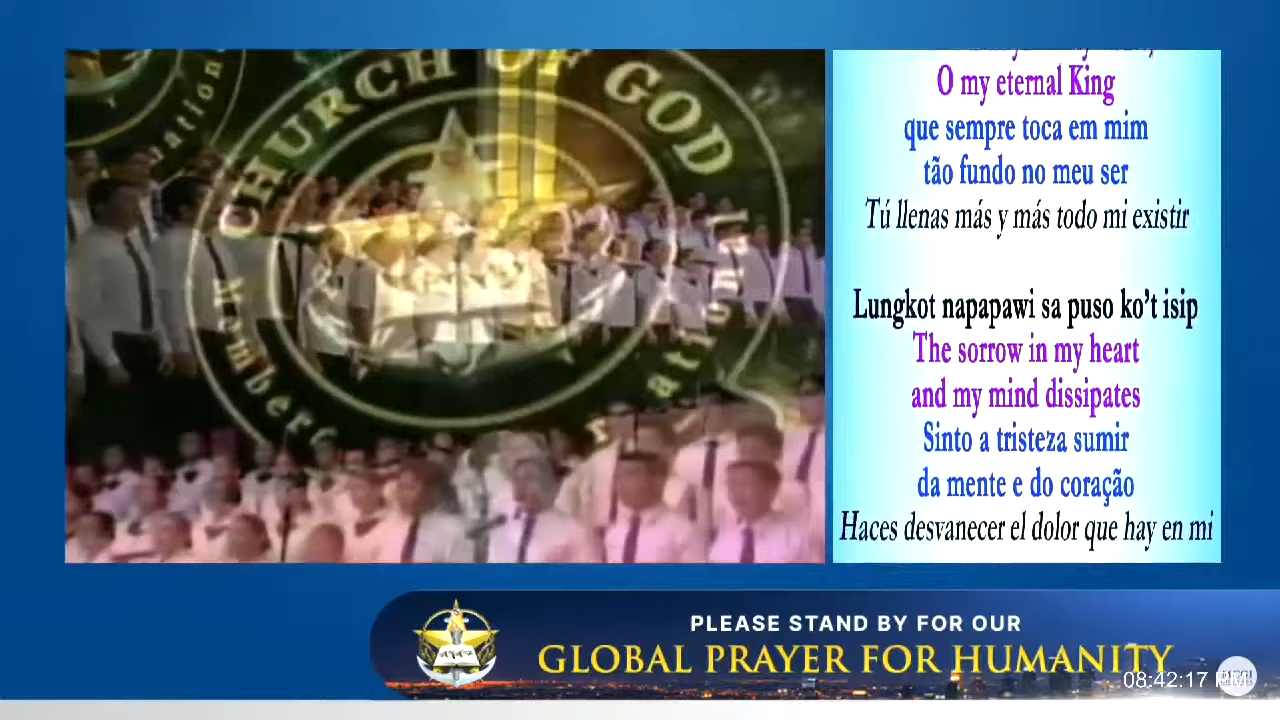 CHURCH OF GOD
O my eternal King
que sempre toca em mim
tão fundo no meu ser
Tú llenas más y más todo mi existir
Lungkot napapawi sa puso ko't isip
The sorrow in my heart
and my mind dissipates
Sinto a tristeza sumir
da mente e do coração
Haces desvanecer el dolor que hay en mi
PLEASE STAND BY FOR OUR
GLOBAL PRAYER FOR HUMANITY
08:42:17 PM